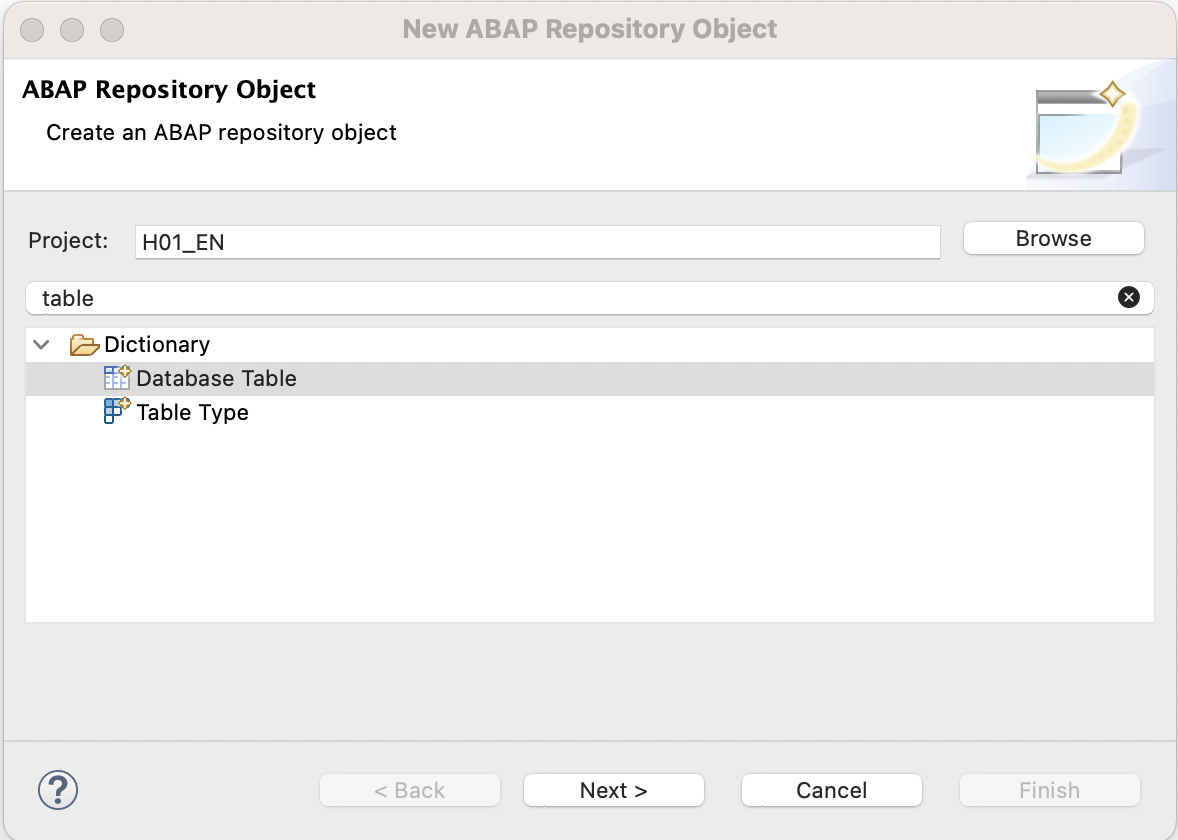 New ABAP Repository Object
ABAP Repository Object
Create an ABAP repository object
Project: H01_EN Browse
table
Dictionary
Database Table
Table Type
? < Back Next > Cancel Finish